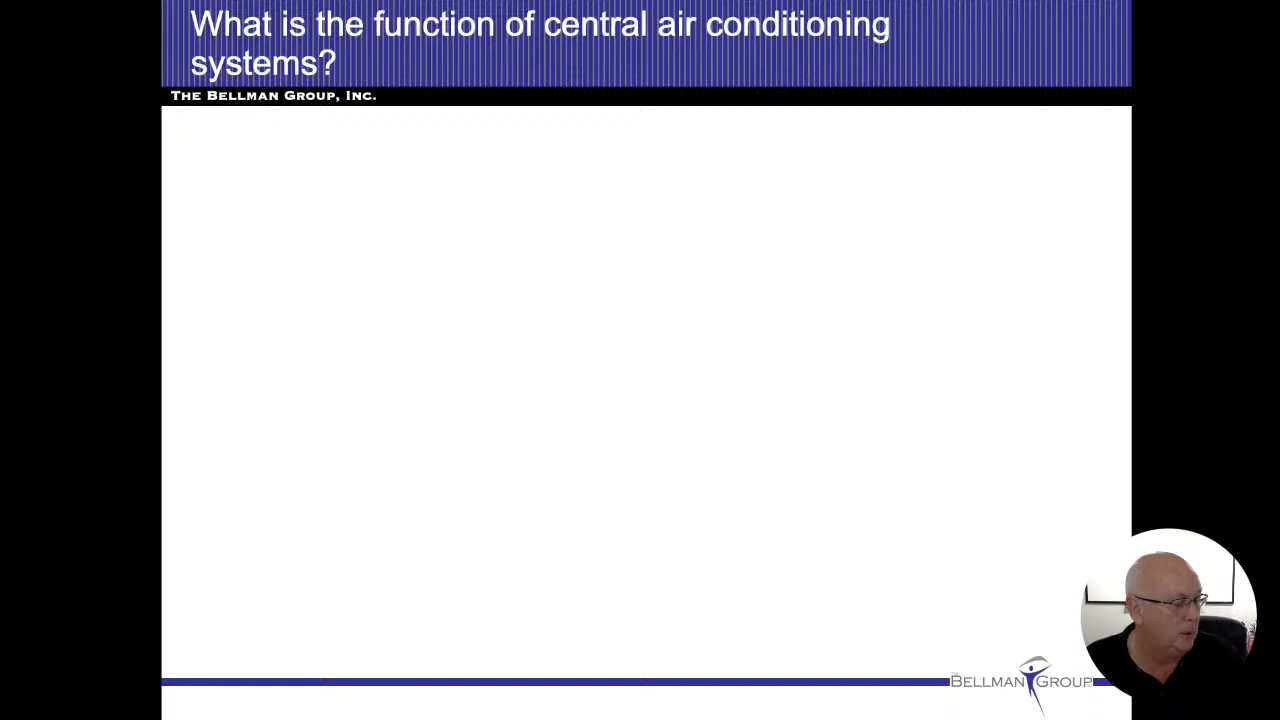 What is the function of central air conditioning
systems?
THE BELLMAN GROUP, INC.
BELLMAN GROUP